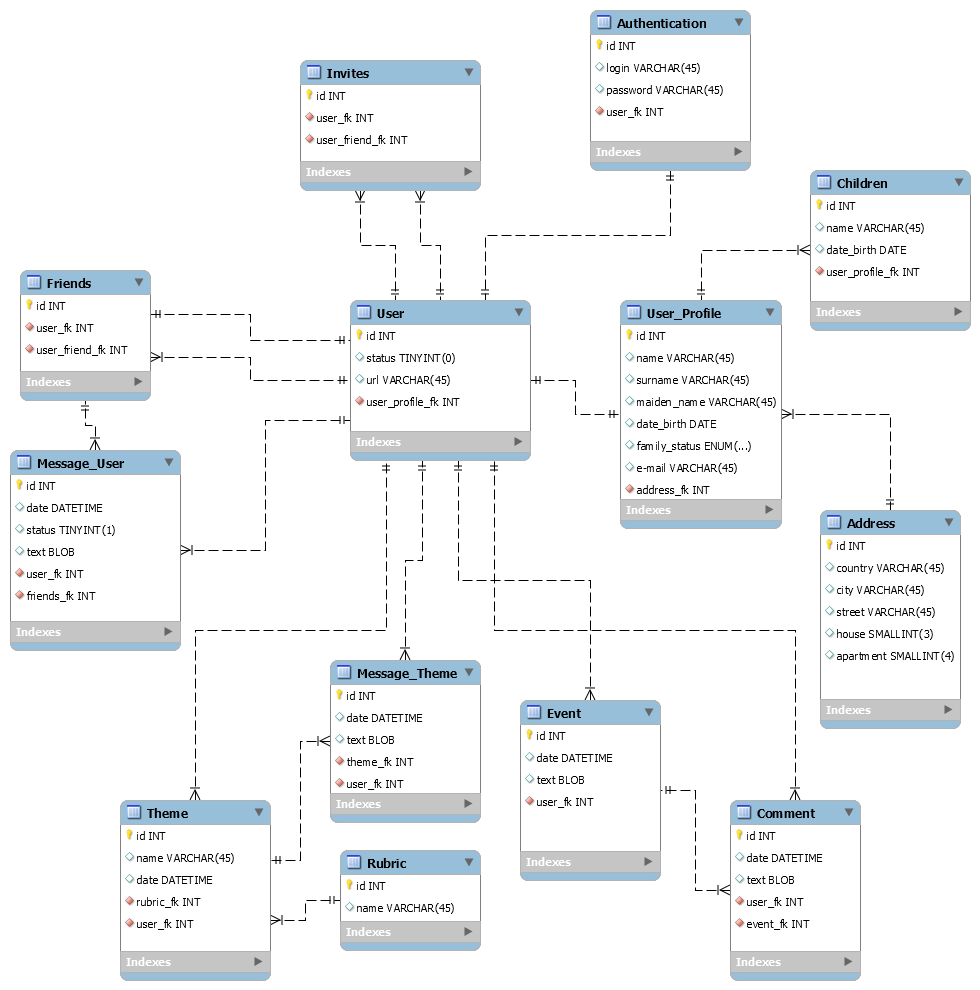 Authentication
id INT
login VARCHAR(45)
password VARCHAR(45)
user_fk INT
Indexes
Invites
id INT
user_fk INT
user_friend_fk INT
Indexes
Children
id INT
name VARCHAR(45)
date_birth DATE
user_profile_fk INT
Indexes
Friends
id INT
user_fk INT
user_friend_fk INT
Indexes
User
id INT
status TINYINT(0)
url VARCHAR(45)
user_profile_fk INT
Indexes
User_Profile
id INT
name VARCHAR(45)
surname VARCHAR(45)
maiden_name VARCHAR(45)
date_birth DATE
family_status ENUM(...)
e-mail VARCHAR(45)
address_fk INT
Indexes
Message_User
id INT
date DATETIME
status TINYINT(1)
text BLOB
user_fk INT
friends_fk INT
Indexes
Address
id INT
country VARCHAR(45)
city VARCHAR(45)
street VARCHAR(45)
house SMALLINT(3)
apartment SMALLINT(4)
Indexes
Message_Theme
id INT
date DATETIME
text BLOB
theme_fk INT
user_fk INT
Indexes
Event
id INT
date DATETIME
text BLOB
user_fk INT
Indexes
Theme
id INT
name VARCHAR(45)
date DATETIME
rubric_fk INT
user_fk INT
Indexes
Rubric
id INT
name VARCHAR(45)
Indexes
Comment
id INT
date DATETIME
text BLOB
user_fk INT
event_fk INT
Indexes